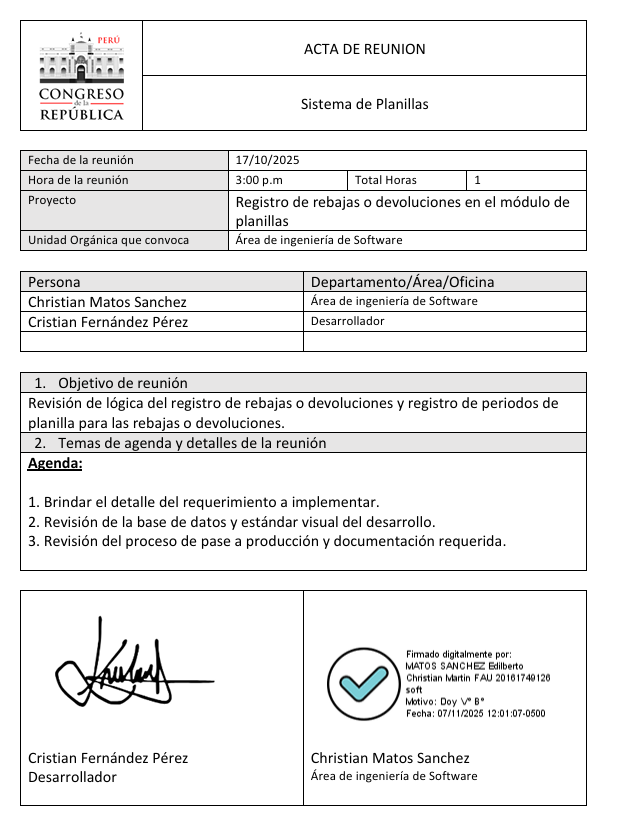 PERÚ
CONGRESO
de la
REPÚBLICA
ACTA DE REUNION
Sistema de Planillas
Fecha de la reunión 17/10/2025
Hora de la reunión 3:00 p.m Total Horas 1
Proyecto Registro de rebajas o devoluciones en el módulo de
planillas
Unidad Orgánica que convoca Área de ingeniería de Software
Persona Departamento/Área/Oficina
Christian Matos Sanchez Área de ingeniería de Software
Cristian Fernández Pérez Desarrollador
1. Objetivo de reunión
Revisión de lógica del registro de rebajas o devoluciones y registro de periodos de
planilla para las rebajas o devoluciones.
2. Temas de agenda y detalles de la reunión
Agenda:
1. Brindar el detalle del requerimiento a implementar.
2. Revisión de la base de datos y estándar visual del desarrollo.
3. Revisión del proceso de pase a producción y documentación requerida.
Cristian Fernández Pérez
Desarrollador
Firmado digitalmente por:
MATOS SANCHEZ Edilberto
Christian Martin FAU 20161749126
soft
Motivo: Doy V° B°
Fecha: 07/11/2025 12:01:07-0500
Christian Matos Sanchez
Área de ingeniería de Software